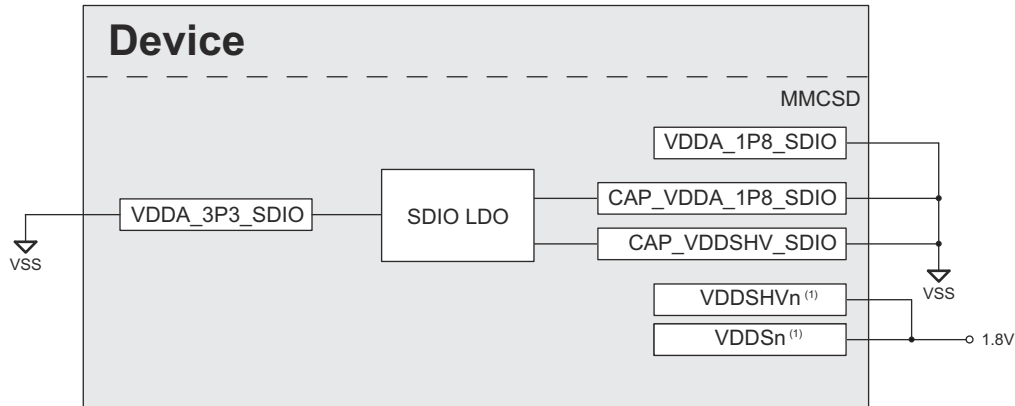 Device
MMCSD
VDDA_1P8_SDIO
VDDA_3P3_SDIO
SDIO LDO
CAP_VDDA_1P8_SDIO
CAP_VDDSHV_SDIO
VSS
VSS
VDDSHVn (1)
VDDSn (1)
1.8V